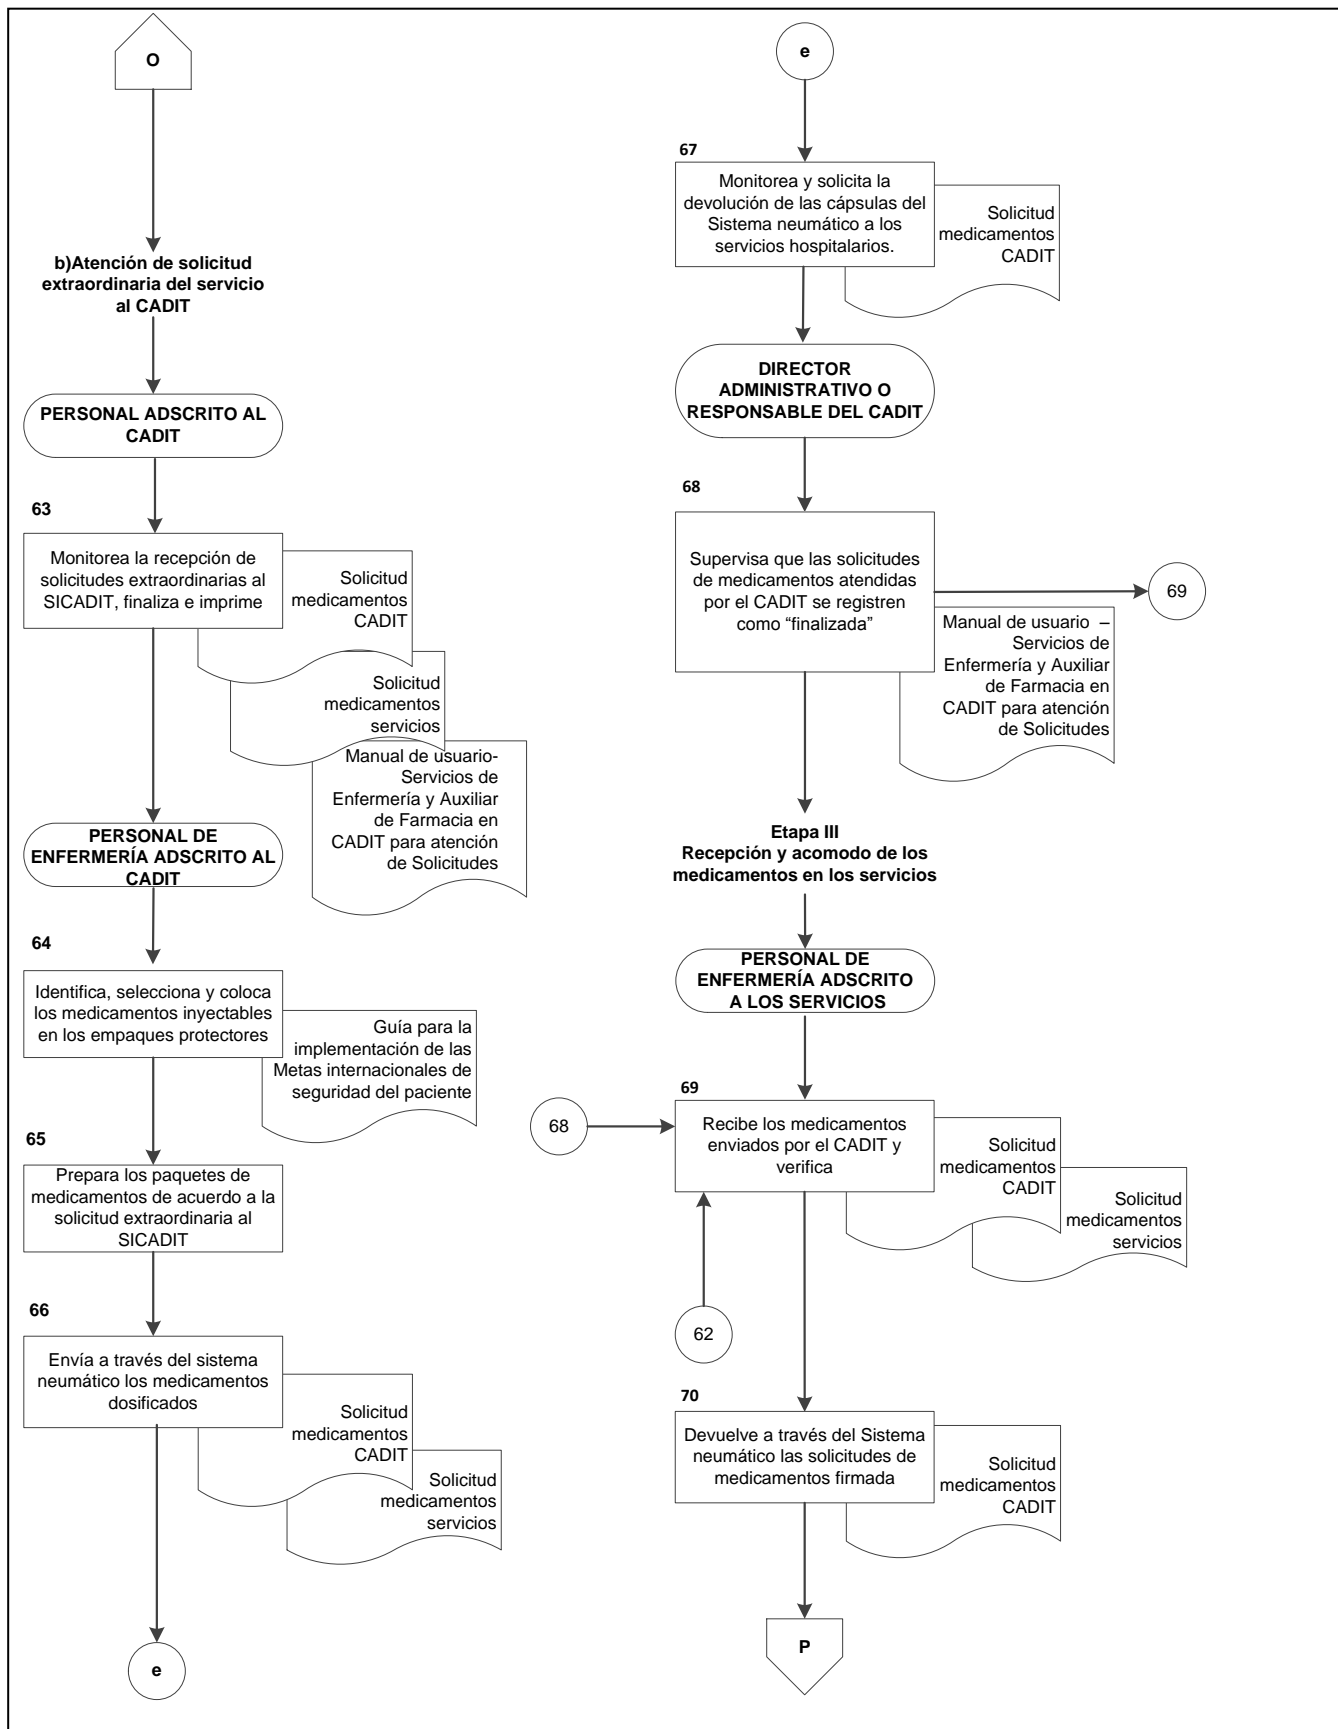 O
b)Atención de solicitud
extraordinaria del servicio
al CADIT
PERSONAL ADSCRITO AL
CADIT
63
Monitorea la recepción de
solicitudes extraordinarias al
SICADIT, finaliza e imprime
Solicitud
medicamentos
CADIT
Solicitud
medicamentos
servicios
Manual de usuario-
Servicios de
Enfermería y Auxiliar
de Farmacia en
CADIT para atención
de Solicitudes
PERSONAL DE
ENFERMERÍA ADSCRITO AL
CADIT
64
Identifica, selecciona y coloca
los medicamentos inyectables
en los empaques protectores
Guía para la
implementación de las
Metas internacionales de
seguridad del paciente
65
Prepara los paquetes de
medicamentos de acuerdo a la
solicitud extraordinaria al
SICADIT
66
Envía a través del sistema
neumático los medicamentos
dosificados
Solicitud
medicamentos
CADIT
Solicitud
medicamentos
servicios
e
e
67
Monitorea y solicita la
devolución de las cápsulas del
Sistema neumático a los
servicios hospitalarios.
Solicitud
medicamentos
CADIT
DIRECTOR
ADMINISTRATIVO O
RESPONSABLE DEL CADIT
68
Supervisa que las solicitudes
de medicamentos atendidas
por el CADIT se registren
como “finalizada”
69
Manual de usuario –
Servicios de
Enfermería y Auxiliar
de Farmacia en
CADIT para atención
de Solicitudes
Etapa III
Recepción y acomodo de los
medicamentos en los servicios
PERSONAL DE
ENFERMERÍA ADSCRITO
A LOS SERVICIOS
69
68
Recibe los medicamentos
enviados por el CADIT y
verifica
Solicitud
medicamentos
CADIT
Solicitud
medicamentos
servicios
62
70
Devuelve a través del Sistema
neumático las solicitudes de
medicamentos firmada
Solicitud
medicamentos
CADIT
P